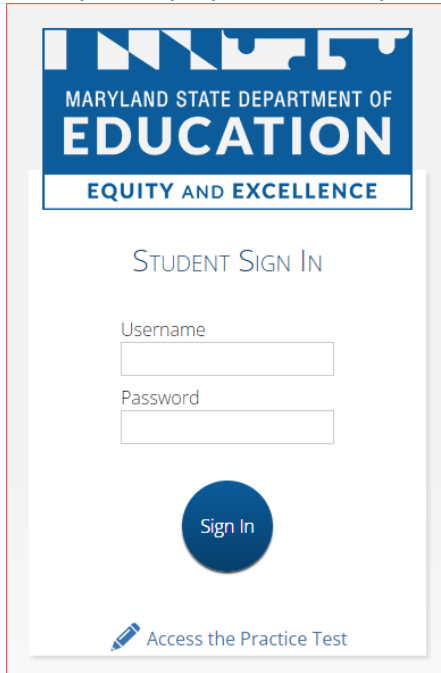 MARYLAND STATE DEPARTMENT OF
EDUCATION
EQUITY AND EXCELLENCE
STUDENT SIGN IN
Username
Password
Sign In
Access the Practice Test